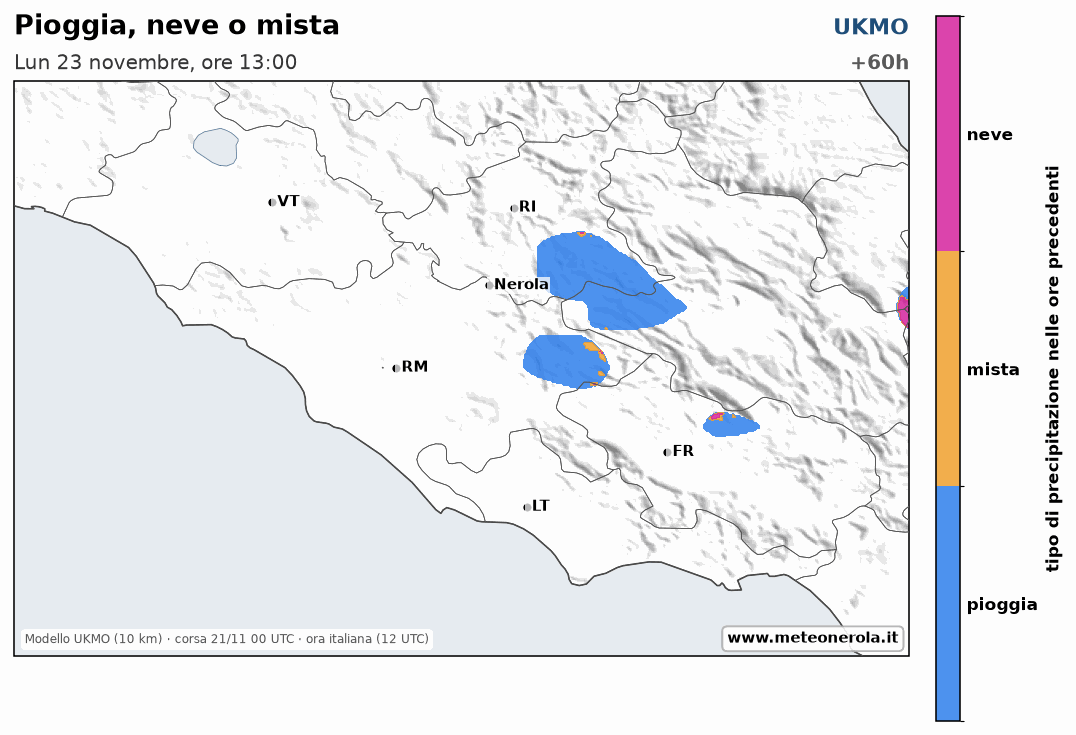 Pioggia, neve o mista
UKMO
Lun 23 novembre, ore 13:00
+60h
neve
VT
RI
Nerola
mista
RM
FR
LT
pioggia
tipo di precipitazione nelle ore precedenti
Modello UKMO (10 km) · corsa 21/11 00 UTC · ora italiana (12 UTC)
www.meteonerola.it